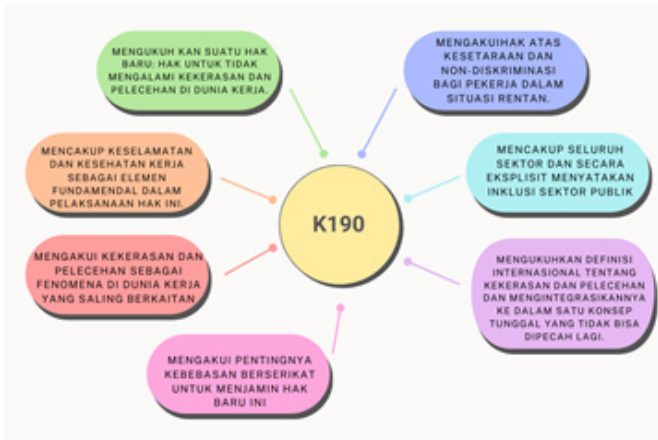 MENGUKUH KAN SUATU HAK
BARU: HAK UNTUK TIDAK
MENGALAMI KEKERASAN DAN
PELECEHAN DI DUNIA KERJA.
MENGAKUIHAK ATAS
KESETARAAN DAN
NON-DISKRIMINASI
BAGI PEKERJA DALAM
SITUASI RENTAN.
MENCAKUP KESELAMATAN
DAN KESEHATAN KERJA
SEBAGAI ELEMEN
FUNDAMENDAL DALAM
PELAKSANAAN HAK INI.
MENCAKUP SELURUH
SEKTOR DAN SECARA
EKSPLISIT MENYATAKAN
INKLUSI SEKTOR PUBLIK
K190
MENGAKUI KEKERASAN DAN
PELECEHAN SEBAGAI
FENOMENA DI DUNIA KERJA
YANG SALING BERKAITAN
MENGUKUHKAN DEFINISI
INTERNASIONAL TENTANG
KEKERASAN DAN PELECEHAN
DAN MENGINTEGRASIKANNYA
KE DALAM SATU KONSEP
TUNGGAL YANG TIDAK BISA
DIPECAH LAGI.
MENGAKUI PENTINGNYA
KEBEBASAN BERSERIKAT
UNTUK MENJAMIN HAK
BARU INI